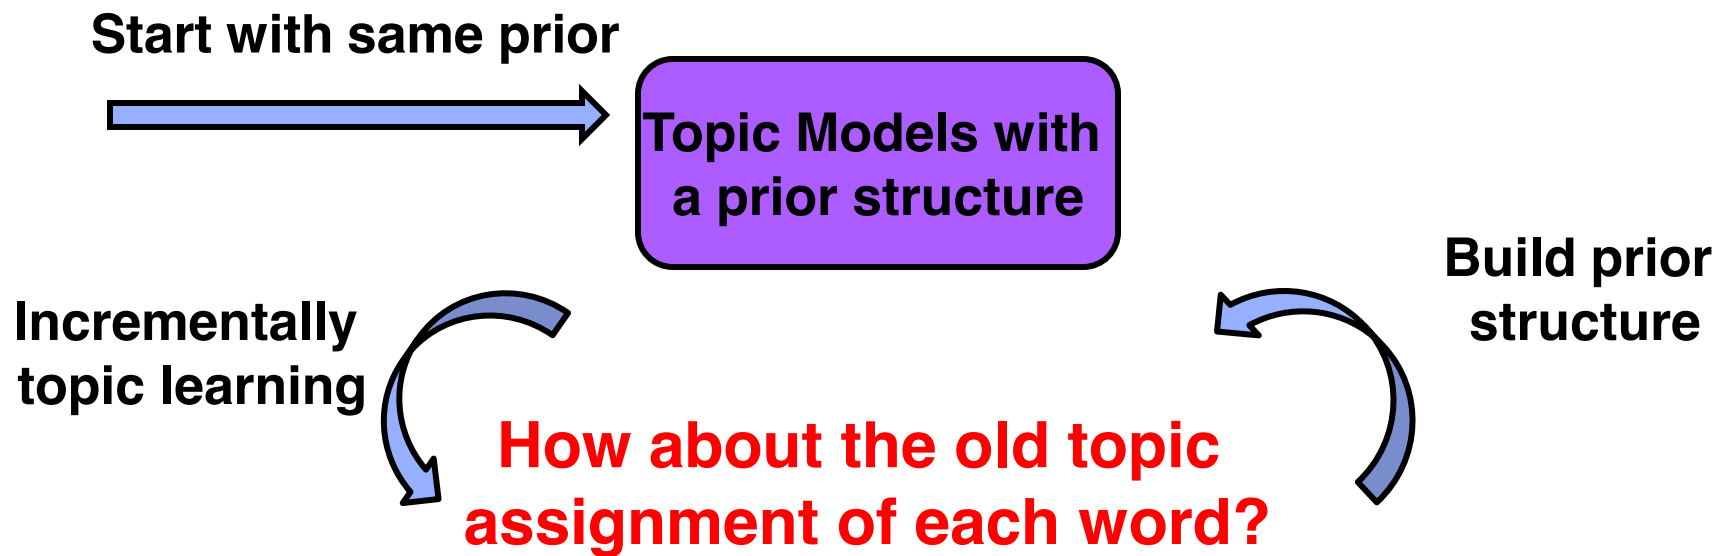 Start with same prior
Topic Models with
a prior structure
Build prior
structure
Incrementally
topic learning
How about the old topic
assignment of each word?